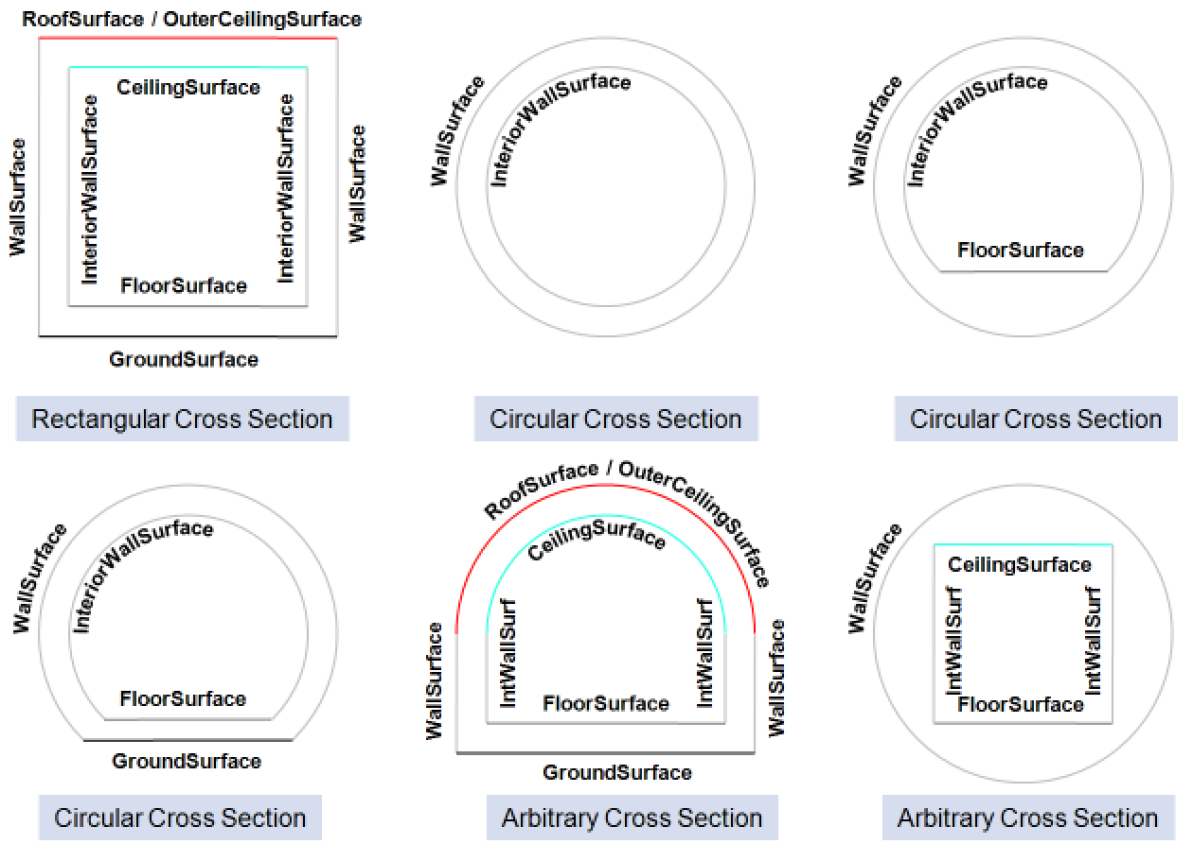 RoofSurface / OuterCeilingSurface
CeilingSurface
InteriorWallSurface
InteriorWallSurface
WallSurface
WallSurface
FloorSurface
GroundSurface
Rectangular Cross Section
WallSurface
InteriorWallSurface
Circular Cross Section
WallSurface
InteriorWallSurface
FloorSurface
Circular Cross Section
WallSurface
InteriorWallSurface
FloorSurface
GroundSurface
Circular Cross Section
RoofSurface / OuterCeilingSurface
CeilingSurface
IntWallSurf
IntWallSurf
WallSurface
WallSurface
FloorSurface
GroundSurface
Arbitrary Cross Section
WallSurface
CeilingSurface
IntWallSurf
IntWallSurf
FloorSurface
Arbitrary Cross Section